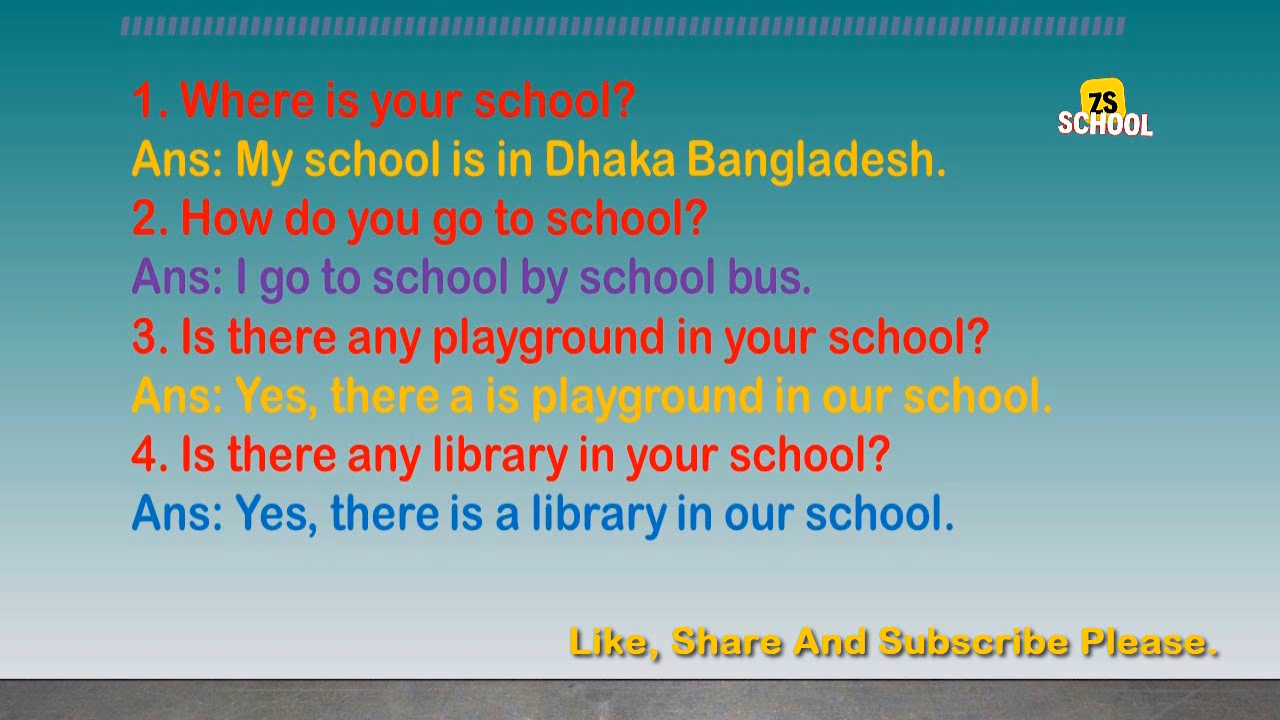 1. Where is your school?
ZS
SCHOOL
Ans: My school is in Dhaka Bangladesh.
2. How do you go to school?
Ans: I go to school by school bus.
3. Is there any playground in your school?
Ans: Yes, there a is playground in our school.
4. Is there any library in your school?
Ans: Yes, there is a library in our school.
Like, Share And Subscribe Please.